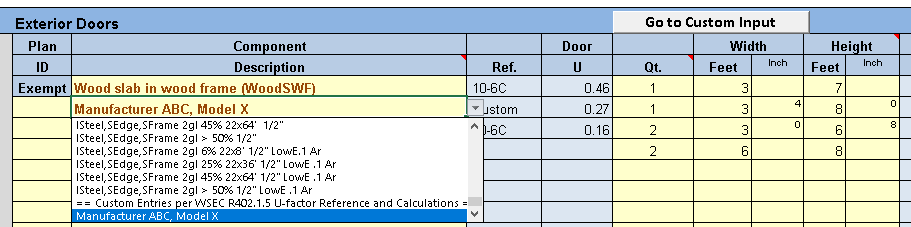 Exterior Doors Go to Custom Input
Plan Component Door Width Height
ID Description Ref. U Qt. Feet Inch Feet Inch
Exempt Wood slab in wood frame (WoodSWF) 10-6C 0.46 1 3 7
Manufacturer ABC, Model X ustom 0.27 1 3 4 8 0
ISteel,SEdge,SFrame 2gl 45% 22x64' 1/2" 0-6C 0.16 2 3 0 6 8
ISteel,SEdge,SFrame 2gl > 50% 1/2"
ISteel,SEdge,SFrame 2gl 6% 22x8' 1/2" LowE.1 Ar 2 6 8
ISteel,SEdge,SFrame 2gl 25% 22x36' 1/2" LowE .1 Ar
ISteel,SEdge,SFrame 2gl 45% 22x64' 1/2" LowE .1 Ar
ISteel,SEdge,SFrame 2gl > 50% 1/2" LowE .1 Ar
== Custom Entries per WSEC R402.1.5 U-factor Reference and Calculations =
Manufacturer ABC, Model X